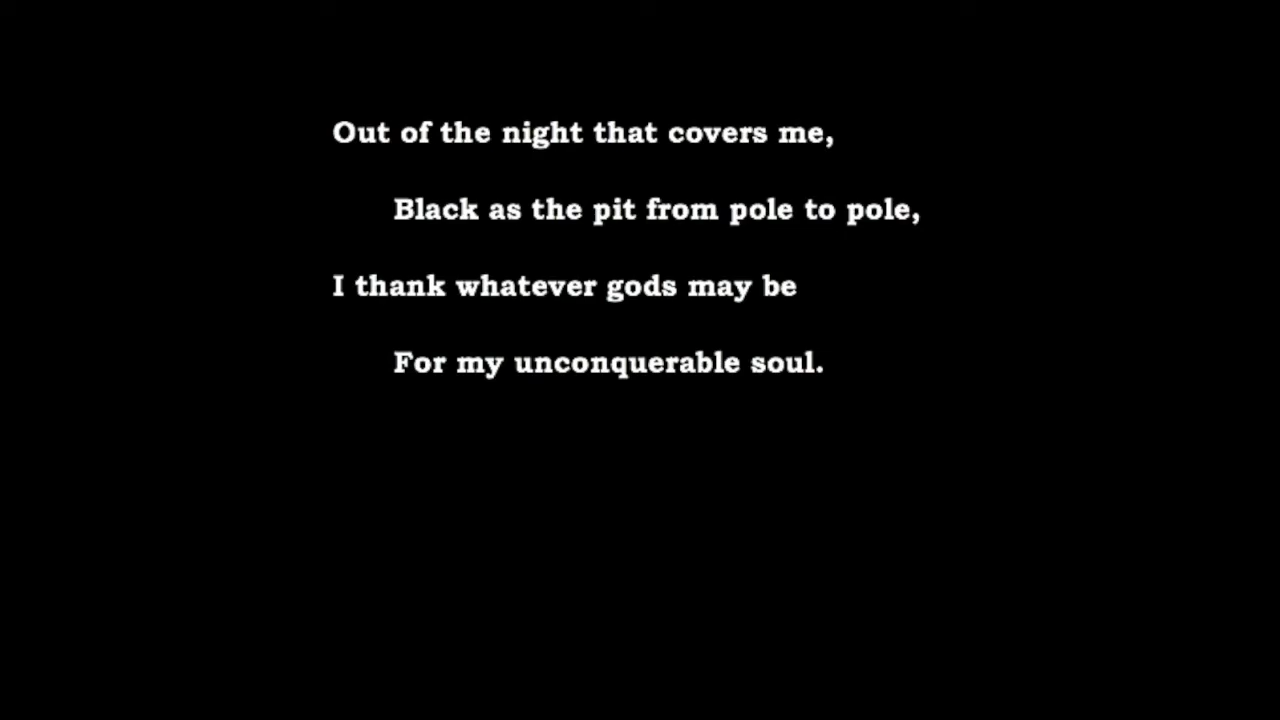 Out of the night that covers me,
Black as the pit from pole to pole,
I thank whatever gods may be
For my unconquerable soul.